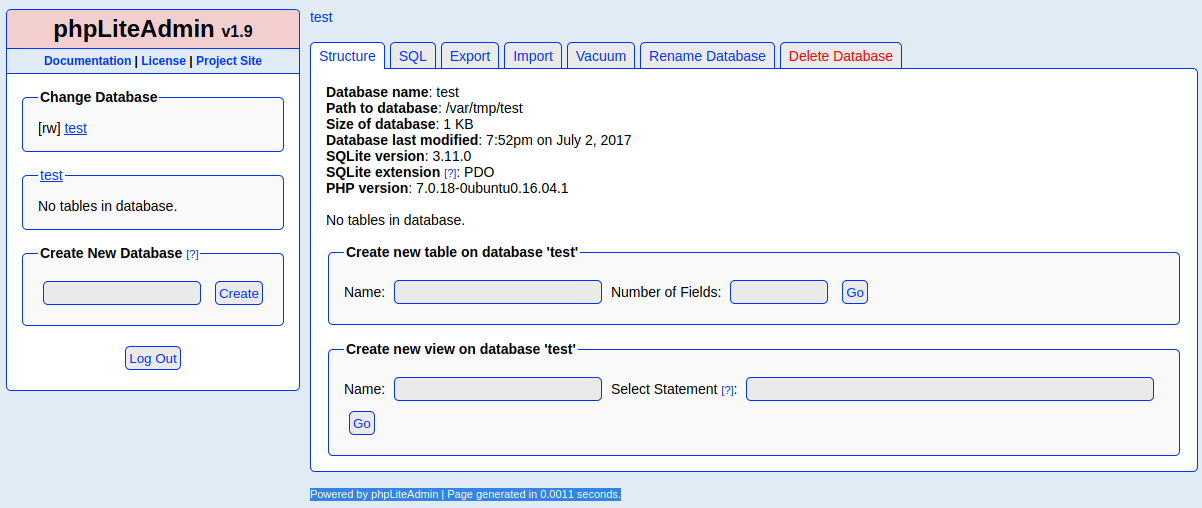 phpLiteAdmin v1.9
Documentation | License | Project Site
Change Database
[rw] test
test
No tables in database.
Create New Database [?]
Create
Log Out
test
Structure SQL Export Import Vacuum Rename Database Delete Database
Database name: test
Path to database: /var/tmp/test
Size of database: 1 KB
Database last modified: 7:52pm on July 2, 2017
SQLite version: 3.11.0
SQLite extension [?]: PDO
PHP version: 7.0.18-0ubuntu0.16.04.1
No tables in database.
Create new table on database 'test'
Name: Number of Fields: Go
Create new view on database 'test'
Name: Select Statement [?]:
Go
Powered by phpLiteAdmin | Page generated in 0.0011 seconds.